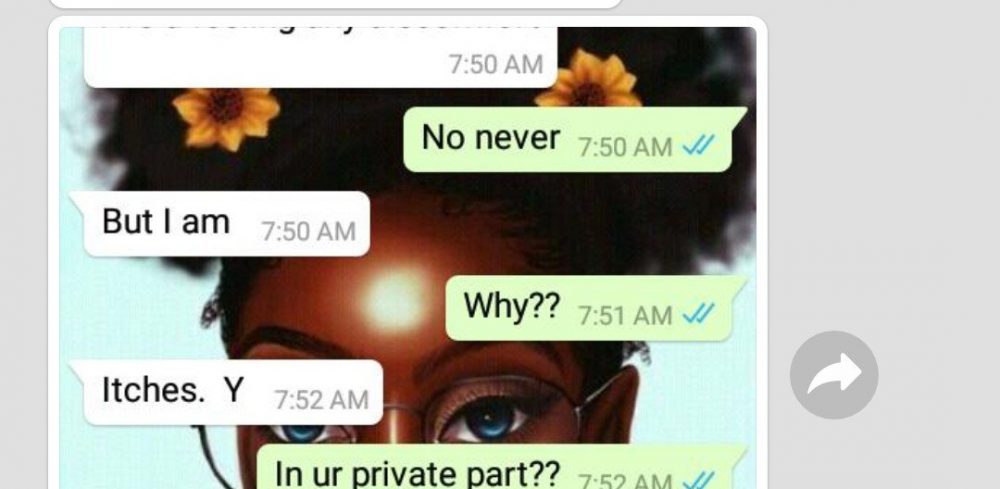 7:50 AM
No never 7:50 AM
But I am 7:50 AM
Why?? 7:51 AM
Itches.  Y 7:52 AM
In ur private part?? 7:52 AM